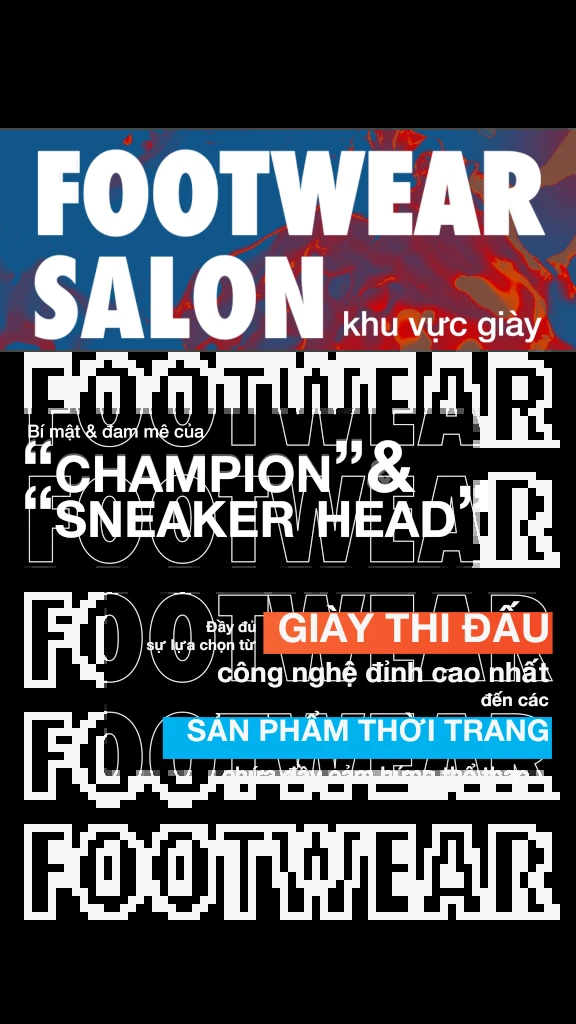 FOOTWEAR
SALON khu vực giày
FOOTWEAR
Bí mật & đam mê của
“CHAMPION” &
“SNEAKER HEAD”
FOOTWEAR
FOOTWEAR
Đầy đủ
sự lựa chọn từ GIÀY THI ĐẤU
công nghệ đỉnh cao nhất
đến các
SẢN PHẨM THỜI TRANG
FOOTWEAR
FOOTWEAR